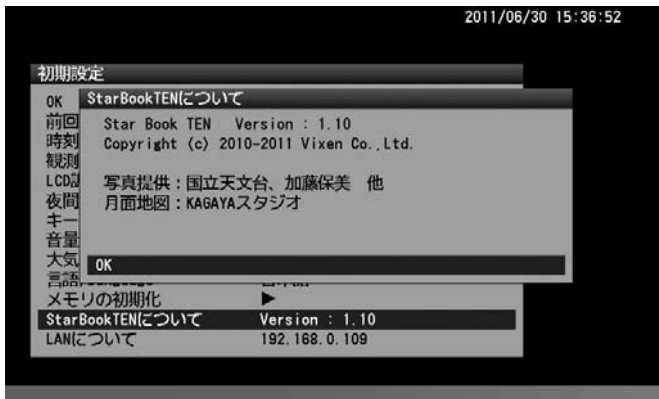 2011/06/30 15:36:52
初期設定
OK
StarBookTENについて
前回
時刻
観測
LCD
夜間
キー
音量
大気
Star Book TEN Version : 1.10
Copyright (c) 2010-2011 Vixen Co.,Ltd.
写真提供：国立天文台、加藤保美 他
月面地図：KAGAYAスタジオ
OK
メモリの初期化 ▶
StarBookTENについて Version : 1.10
LANについて 192.168.0.109